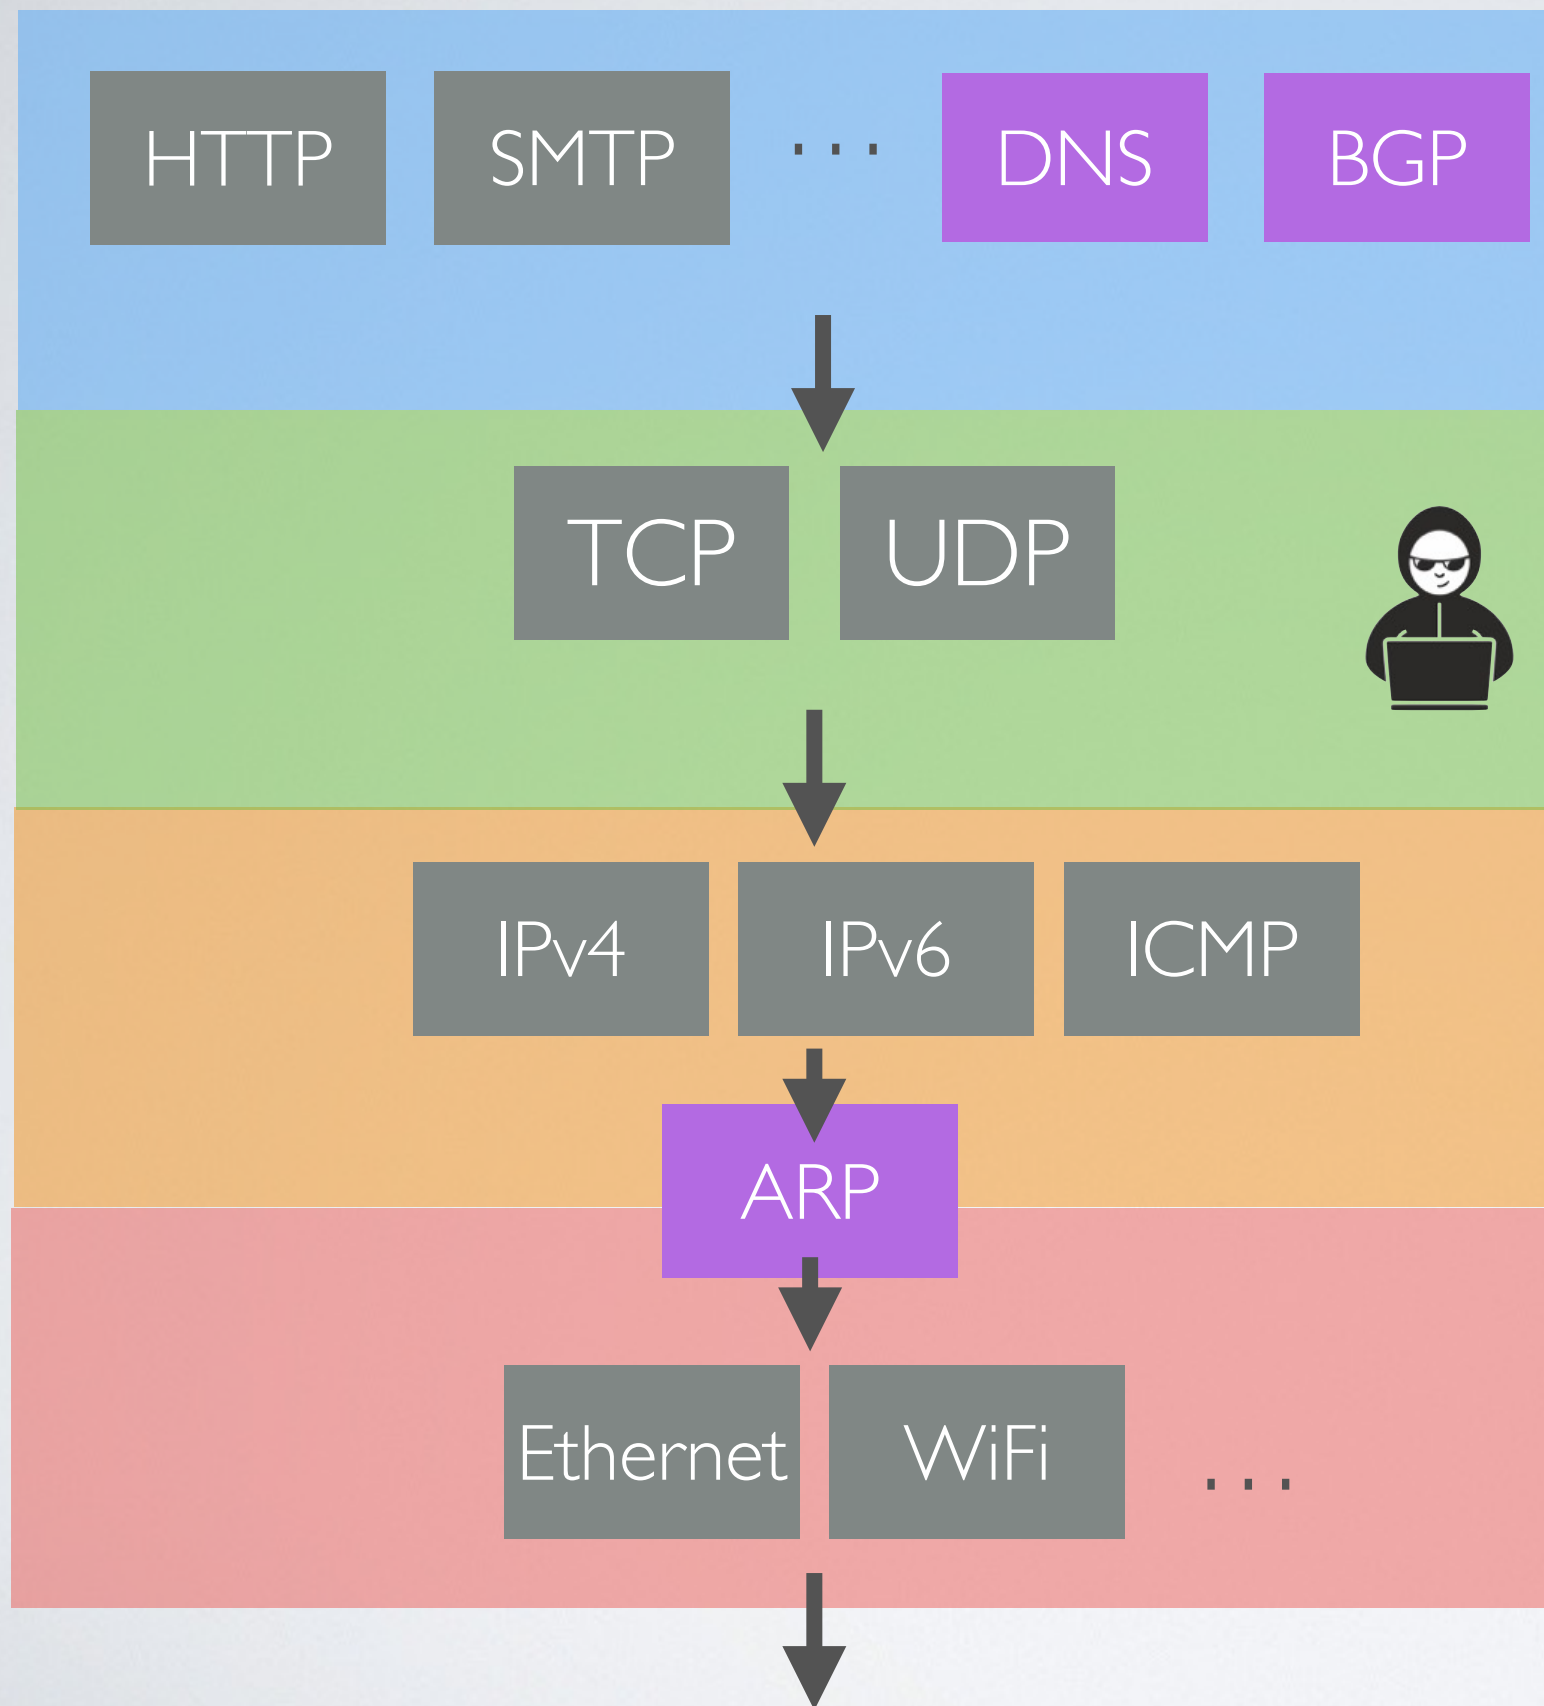 HTTP SMTP ... DNS BGP
TCP UDP
IPv4 IPv6 ICMP
ARP
Ethernet WiFi ...